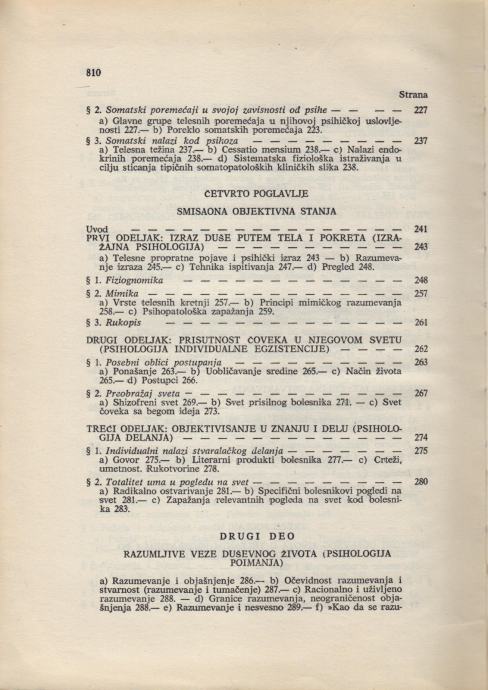 810
Strana
§ 2. Somatski poremećaji u svojoj zavisnosti od psihe — — — — 227
a) Glavne grupe telesnih poremećaja u njihovoj psihičkoj uslovlje-
nosti 227.— b) Poreklo somatskih poremećaja 223.
§ 3. Somatski nalazi kod psihoza — — — — — — — — — 237
a) Telesna težina 237.— b) Cessatio mensium 238.— c) Nalazi endo-
krinih poremećaja 238.— d) Sistematska fiziološka istraživanja u
cilju sticanja tipičnih somatopatoloških kliničkih slika 238.
ČETVRTO POGLAVLJE
SMISAONA OBJEKTIVNA STANJA
Uvod — — — — — — — — — — — — — — — — 241
PRVI ODELJAK: IZRAZ DUŠE PUTEM TELA I POKRETA (IZRA-
ŽAJNA PSIHOLOGIJA) — — — — — — — — — — — 243
a) Telesne propratne pojave i psihički izraz 243 — b) Razumeva-
nje izraza 245.— c) Tehnika ispitivanja 247.— d) Pregled 248.
§ 1. Fiziognomika — — — — — — — — — — — — 248
§ 2. Mimika — — — — — — — — — — — — — — 257
a) Vrste telesnih kretnji 257.— b) Principi mimičkog razumevanja
258.— c) Psihopatološka zapažanja 259.
§ 3. Rukopis — — — — — — — — — — — — — — 261
DRUGI ODELJAK: PRISUTNOST ČOVEKA U NJEGOVOM SVETU
(PSIHOLOGIJA INDIVIDUALNE EGZISTENCIJE) — — — — 262
§ 1. Posebni oblici postupanja — — — — — — — — — — 263
a) Ponašanje 263.— b) Uobličavanje sredine 265.— c) Način života
265.— d) Postupci 266.
§ 2. Preobražaj sveta — — — — — — — — — — — — 267
a) Shizofreni svet 269.— b) Svet prisilnog bolesnika 271. — c) Svet
čoveka sa begom ideja 273.
TREĆI ODELJAK: OBJEKTIVISANJE U ZNANJU I DELU (PSIHOLO-
GIJA DELANJA) — — — — — — — — — — — — — 274
§ 1. Individualni nalazi stvaralačkog delanja — — — — — — 275
a) Govor 275.— b) Literarni produkti bolesnika 277.— c) Crteži,
umetnost. Rukotvorine 278.
§ 2. Totalitet uma u pogledu na svet — — — — — — — — 280
a) Radikalno ostvarivanje 281.— b) Specifični bolesnikovi pogledi na
svet 281.— c) Zapažanja relevantnih pogleda na svet kod bolesni-
ka 283.
DRUGI DEO
RAZUMLJIVE VEZE DUŠEVNOG ŽIVOTA (PSIHOLOGIJA
POIMANJA)
a) Razumevanje i objašnjenje 286.— b) Očevidnost razumevanja i
stvarnost (razumevanje i tumačenje) 287.— c) Racionalno i uživljeno
razumevanje 288. — d) Granice razumevanja, neograničenost obja-
šnjenja 288.— e) Razumevanje i nesvesno 289.— f) »Kao da se razu-